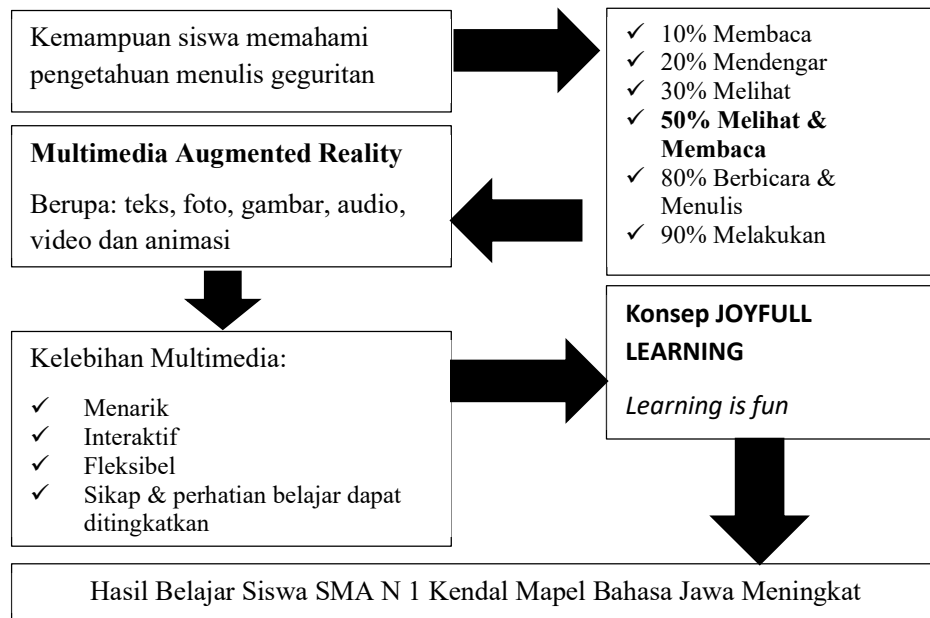 Kemampuan siswa memahami
pengetahuan menulis geguritan
✓ 10% Membaca
✓ 20% Mendengar
✓ 30% Melihat
✓ 50% Melihat &
Membaca
✓ 80% Berbicara &
Menulis
✓ 90% Melakukan
Multimedia Augmented Reality
Berupa: teks, foto, gambar, audio,
video dan animasi
Kelebihan Multimedia:
✓ Menarik
✓ Interaktif
✓ Fleksibel
✓ Sikap & perhatian belajar dapat
ditingkatkan
Konsep JOYFULL
LEARNING
Learning is fun
Hasil Belajar Siswa SMA N 1 Kendal Mapel Bahasa Jawa Meningkat